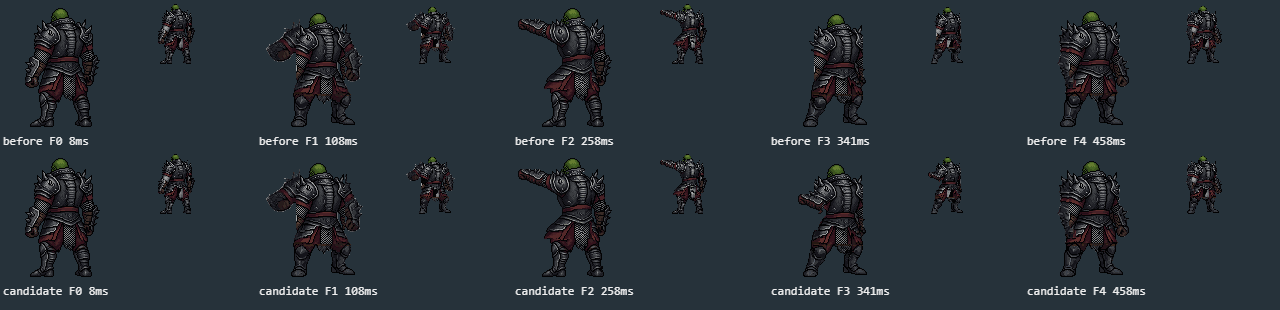 before F0 8ms
before F1 108ms
before F2 258ms
before F3 341ms
before F4 458ms
candidate F0 8ms
candidate F1 108ms
candidate F2 258ms
candidate F3 341ms
candidate F4 458ms